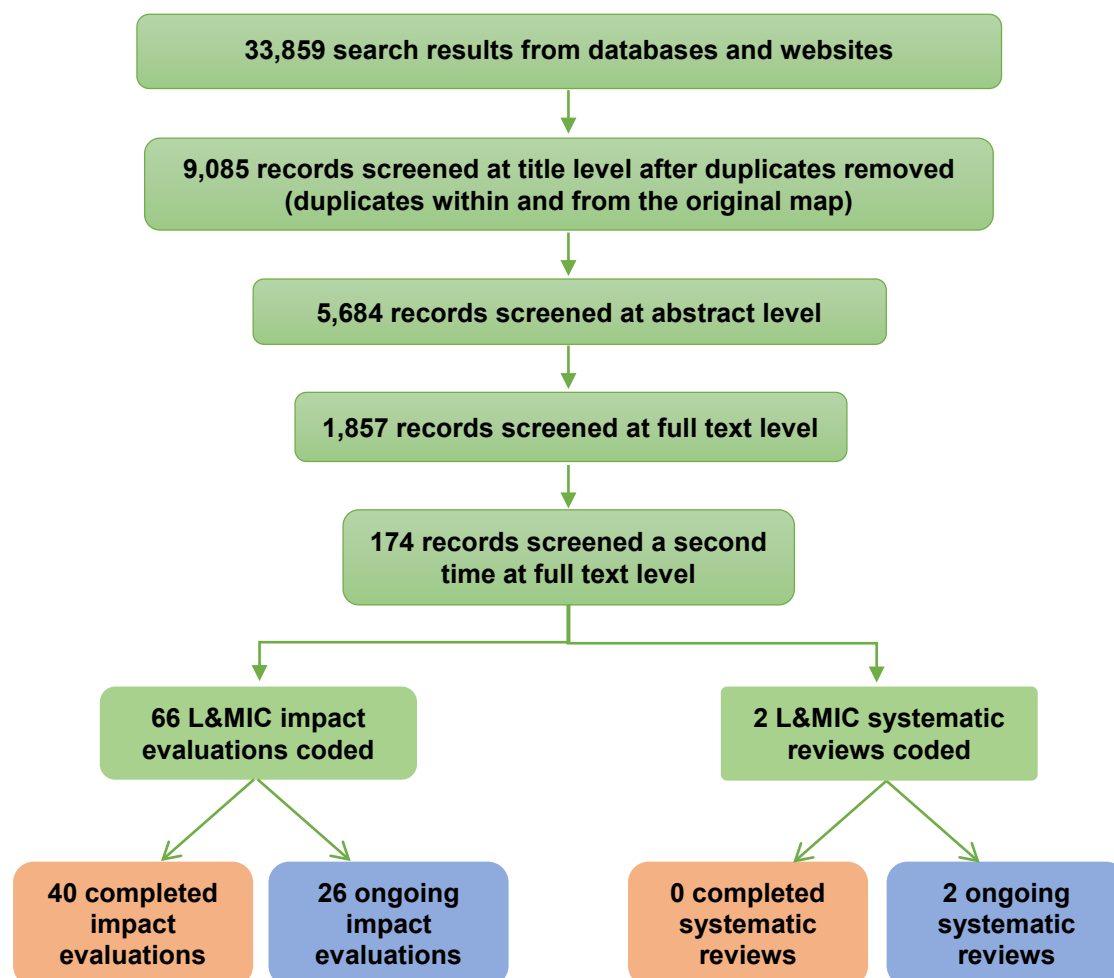 33,859 search results from databases and websites
9,085 records screened at title level after duplicates removed
(duplicates within and from the original map)
5,684 records screened at abstract level
1,857 records screened at full text level
174 records screened a second
time at full text level
66 L&MIC impact
evaluations coded
2 L&MIC systematic
reviews coded
40 completed
impact
evaluations
26 ongoing
impact
evaluations
0 completed
systematic
reviews
2 ongoing
systematic
reviews